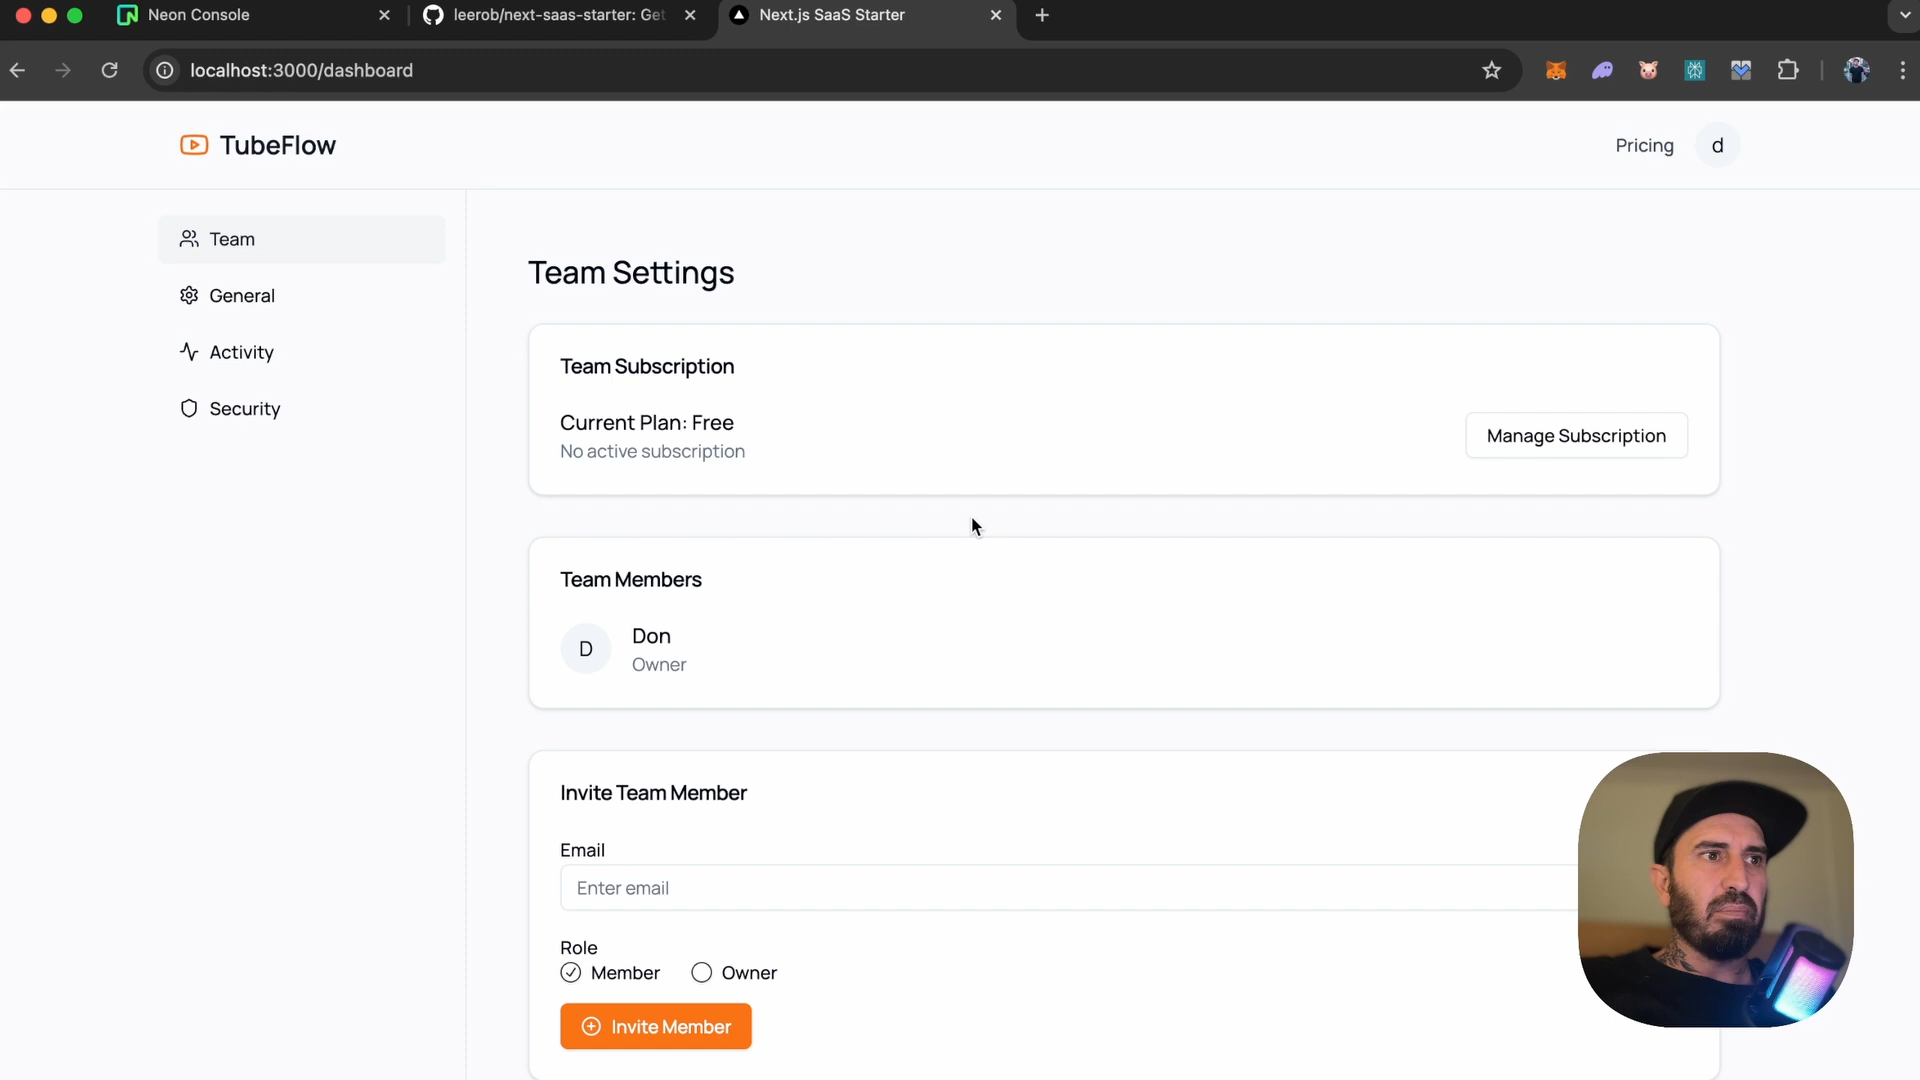 Neon Console
leerob/next-saas-starter: Get
Next.js SaaS Starter
localhost:3000/dashboard
TubeFlow
Pricing
d
Team
General
Activity
Security
Team Settings
Team Subscription
Current Plan: Free
No active subscription
Manage Subscription
Team Members
D
Don
Owner
Invite Team Member
Email
Enter email
Role
Member
Owner
Invite Member